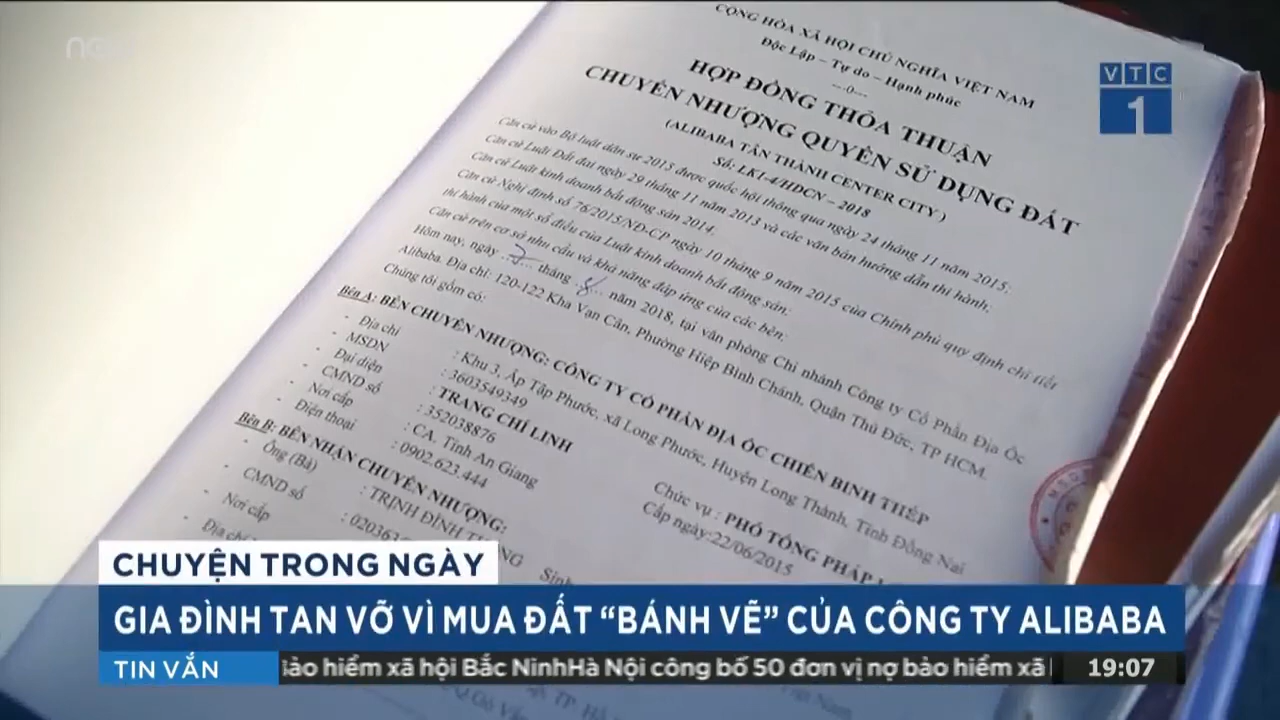 now
VTC
1
CỘNG HÒA XÃ HỘI CHỦ NGHĨA VIỆT NAM
Độc Lập – Tự do – Hạnh phúc
---o---
HỢP ĐỒNG THỎA THUẬN
CHUYỂN NHƯỢNG QUYỀN SỬ DỤNG ĐẤT
(ALIBABA TÂN THÀNH CENTER CITY )
Số: LK1-4/HDCN – 2018
Căn cứ vào Bộ luật dân sự 2015 được quốc hội thông qua ngày 24 tháng 11 năm 2015;
Căn cứ Luật Đất đai ngày 29 tháng 11 năm 2013 và các văn bản hướng dẫn thi hành;
Căn cứ Luật kinh doanh bất động sản 2014;
Căn cứ Nghị định số 76/2015/NĐ-CP ngày 10 tháng 9 năm 2015 của Chính phủ quy định chi tiết
thi hành của một số điều của Luật kinh doanh bất động sản;
Căn cứ trên cơ sở nhu cầu và khả năng đáp ứng của các bên;
Hôm nay, ngày ...7... tháng ...8... năm 2018, tại văn phòng Chi nhánh Công ty Cổ Phần Địa Ốc
Alibaba. Địa chỉ: 120-122 Kha Vạn Cân, Phường Hiệp Bình Chánh, Quận Thủ Đức, TP HCM.
Chúng tôi gồm có:
Bên A: BÊN CHUYỂN NHƯỢNG: CÔNG TY CỔ PHẦN ĐỊA ỐC CHIẾN BINH THÉP
- Địa chỉ : Khu 3, Ấp Tập Phước, xã Long Phước, Huyện Long Thành, Tỉnh Đồng Nai
- MSDN : 3603549349
- Đại diện : TRANG CHÍ LINH Chức vụ : PHÓ TỔNG PHÁP
- CMND số : 352038876 Cấp ngày:22/06/2015
- Nơi cấp : CA. Tỉnh An Giang
- Điện thoại : 0902.623.444
Bên B: BÊN NHẬN CHUYỂN NHƯỢNG:
- Ông (Bà) : TRỊNH ĐÌNH Sinh
- CMND số : 020363
- Nơi cấp
- Địa chỉ
CHUYỆN TRONG NGÀY
GIA ĐÌNH TAN VỠ VÌ MUA ĐẤT “BÁNH VẼ” CỦA CÔNG TY ALIBABA
TIN VẮN ảo hiểm xã hội Bắc NinhHà Nội công bố 50 đơn vị nợ bảo hiểm xã 19:07